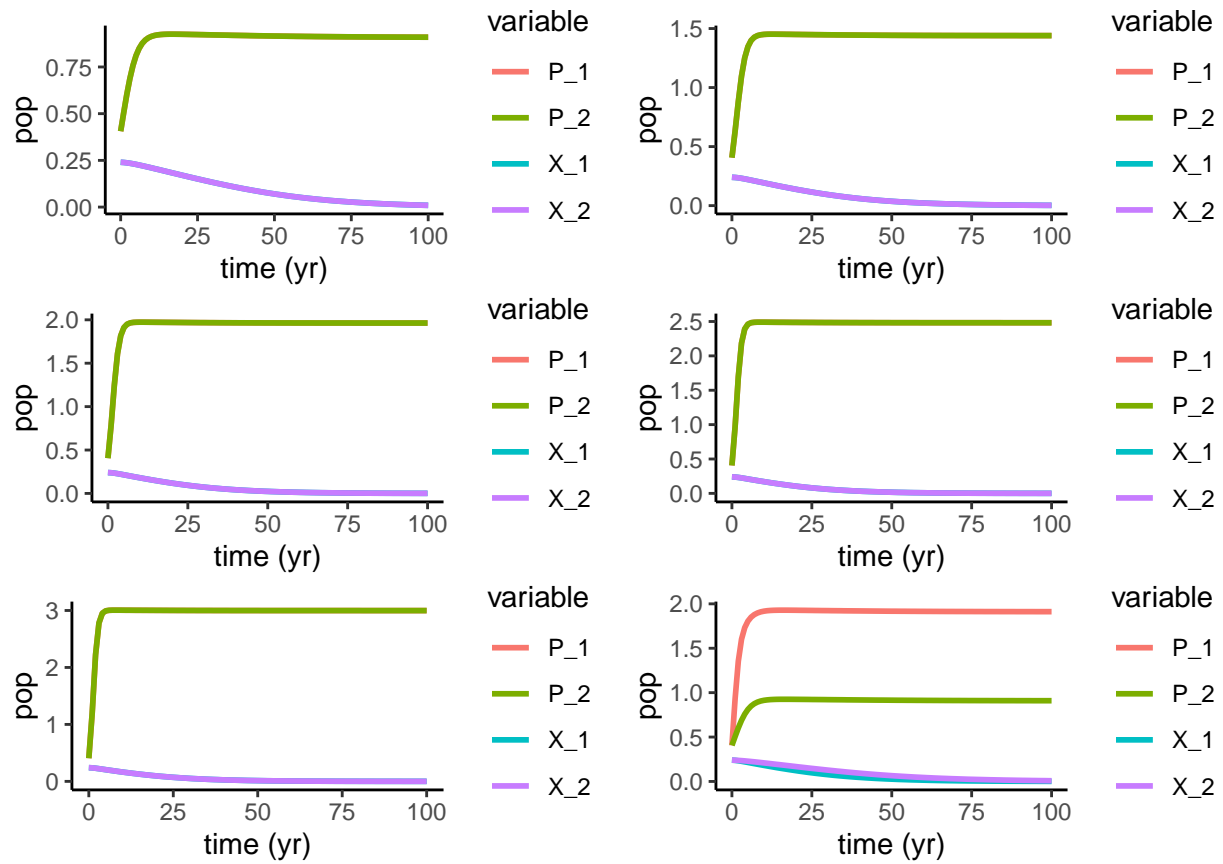 variable
pop
0.75
0.50
0.25
0.00
P_1
P_2
X_1
X_2
0 25 50 75 100
time (yr)
variable
pop
1.5
1.0
0.5
0.0
P_1
P_2
X_1
X_2
0 25 50 75 100
time (yr)
variable
pop
2.0
1.5
1.0
0.5
0.0
P_1
P_2
X_1
X_2
0 25 50 75 100
time (yr)
variable
pop
2.5
2.0
1.5
1.0
0.5
0.0
P_1
P_2
X_1
X_2
0 25 50 75 100
time (yr)
variable
pop
3
2
1
0
P_1
P_2
X_1
X_2
0 25 50 75 100
time (yr)
variable
pop
2.0
1.5
1.0
0.5
0.0
P_1
P_2
X_1
X_2
0 25 50 75 100
time (yr)